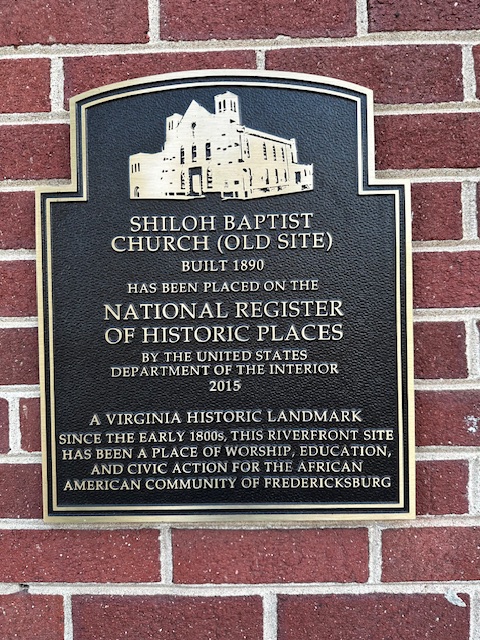 SHILOH BAPTIST
CHURCH (OLD SITE)
BUILT 1890
HAS BEEN PLACED ON THE
NATIONAL REGISTER
OF HISTORIC PLACES
BY THE UNITED STATES
DEPARTMENT OF THE INTERIOR
2015
A VIRGINIA HISTORIC LANDMARK
SINCE THE EARLY 1800s, THIS RIVERFRONT SITE
HAS BEEN A PLACE OF WORSHIP, EDUCATION,
AND CIVIC ACTION FOR THE AFRICAN
AMERICAN COMMUNITY OF FREDERICKSBURG